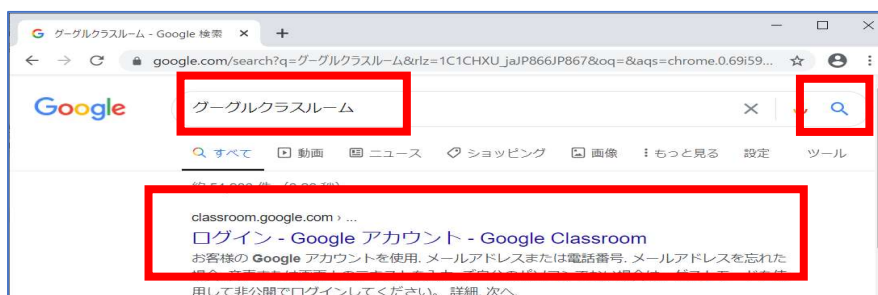 グーグルクラスルーム - Google 検索
google.com/search?q=グーグルクラスルーム&rlz=1C1CHXU_jaJP866JP867&oq=&aqs=chrome.0.69i59...
Google
グーグルクラスルーム
すべて 動画 ニュース ショッピング 画像 もっと見る 設定 ツール
classroom.google.com › ...
ログイン - Google アカウント - Google Classroom
お客様の Google アカウントを使用. メールアドレスまたは電話番号. メールアドレスを忘れた
用して非公開でログインしてください。 詳細. 次へ